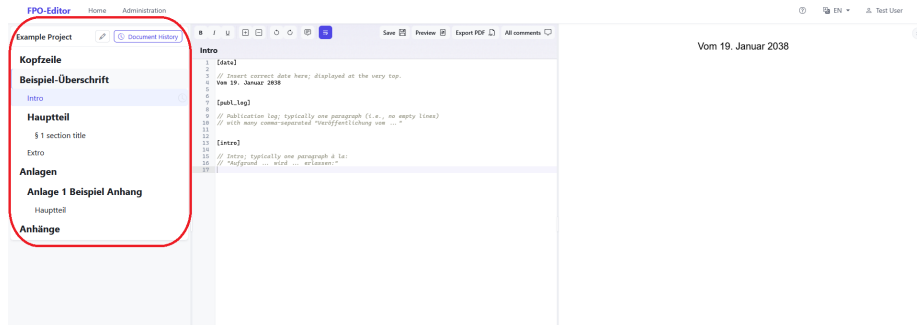 FPO-Editor Home Administration EN Test User
Example Project Document History
Kopfzeile
Beispiel-Überschrift
Intro
Hauptteil
§ 1 section title
Extro
Anlagen
Anlage 1 Beispiel Anhang
Hauptteil
Anhänge
B I U Save Preview Export PDF All comments
Intro
1 [date]
2
3 // Insert correct date here; displayed at the very top.
4 Vom 19. Januar 2038
5
6
7 [publ_log]
8
9 // Publication log; typically one paragraph (i.e., no empty lines)
10 // with many comma-separated "Veröffentlichung vom ..."
11
12
13 [intro]
14
15 // Intro; typically one paragraph à la:
16 // "Aufgrund ... wird ... erlassen:"
17
Vom 19. Januar 2038